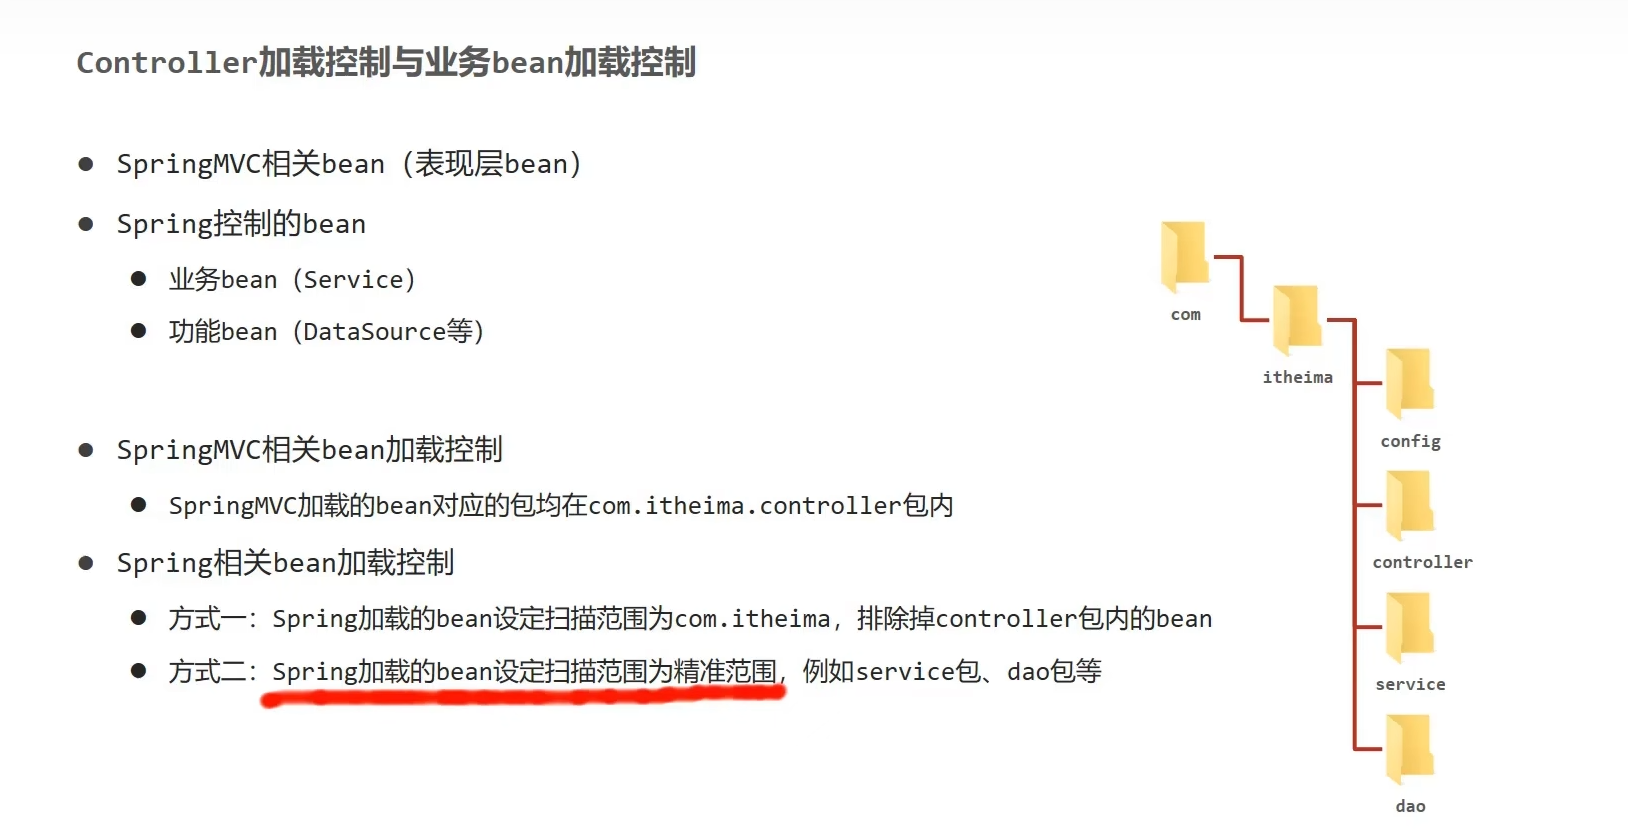 Controller加载控制与业务bean加载控制
SpringMVC相关bean（表现层bean）
Spring控制的bean
业务bean（Service）
功能bean（DataSource等）
SpringMVC相关bean加载控制
SpringMVC加载的bean对应的包均在com.itheima.controller包内
Spring相关bean加载控制
方式一：Spring加载的bean设定扫描范围为com.itheima，排除掉controller包内的bean
方式二：Spring加载的bean设定扫描范围为精准范围，例如service包、dao包等
com
itheima
config
controller
service
dao